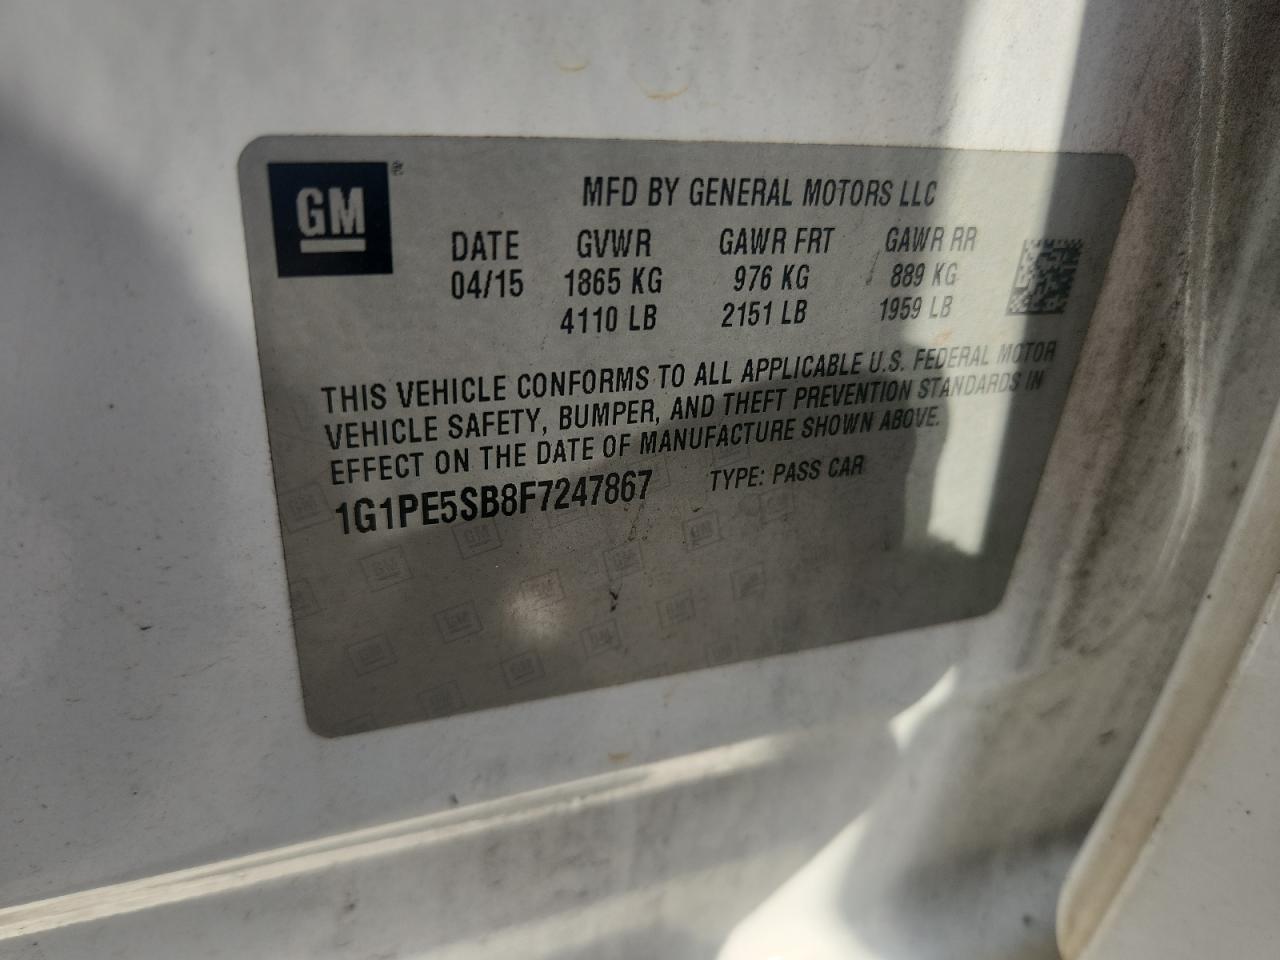 GM
®
MFD BY GENERAL MOTORS LLC
DATE GVWR GAWR FRT GAWR RR
04/15 1865 KG 976 KG 889 KG
4110 LB 2151 LB 1959 LB
THIS VEHICLE CONFORMS TO ALL APPLICABLE U.S. FEDERAL MOTOR
VEHICLE SAFETY, BUMPER, AND THEFT PREVENTION STANDARDS IN
EFFECT ON THE DATE OF MANUFACTURE SHOWN ABOVE.
1G1PE5SB8F7247867 TYPE: PASS CAR